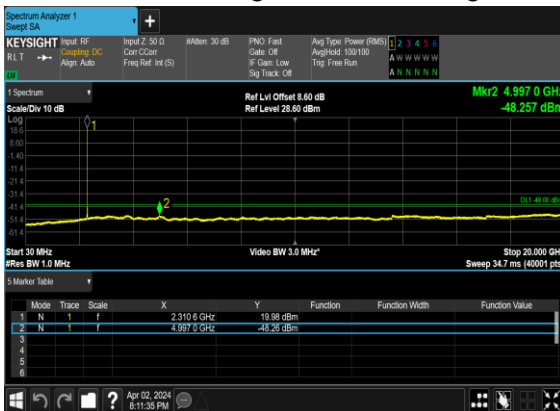 Spectrum Analyzer 1
Swept SA
KEYSIGHT Input: RF Input Z: 50 Ω #Atten: 30 dB PNO: Fast Avg Type: Power (RMS) 1 2 3 4 5 6
RLT Coupling: DC Corr CCorr Gate: Off Avg|Hold: 100/100 A W W W W W
Align: Auto Freq Ref: Int (S) IF Gain: Low Trig: Free Run
Sig Track: Off A N N N N N
LV
1 Spectrum Ref Lvl Offset 8.60 dB Mkr2 4.997 0 GHz
Scale/Div 10 dB Ref Level 28.60 dBm -48.257 dBm
Log
18.6 1
8.60
-1.40
-11.4
-21.4
-31.4
-41.4 2 DL1 -40.00 dBm
-51.4
-61.4
Start 30 MHz Video BW 3.0 MHz* Stop 20.000 GHz
#Res BW 1.0 MHz Sweep 34.7 ms (40001 pts)
5 Marker Table
Mode Trace Scale X Y Function Function Width Function Value
1 N 1 f 2.310 6 GHz 19.98 dBm
2 N 1 f 4.997 0 GHz -48.26 dBm
3
4
5
6
? Apr 02, 2024
8:11:35 PM